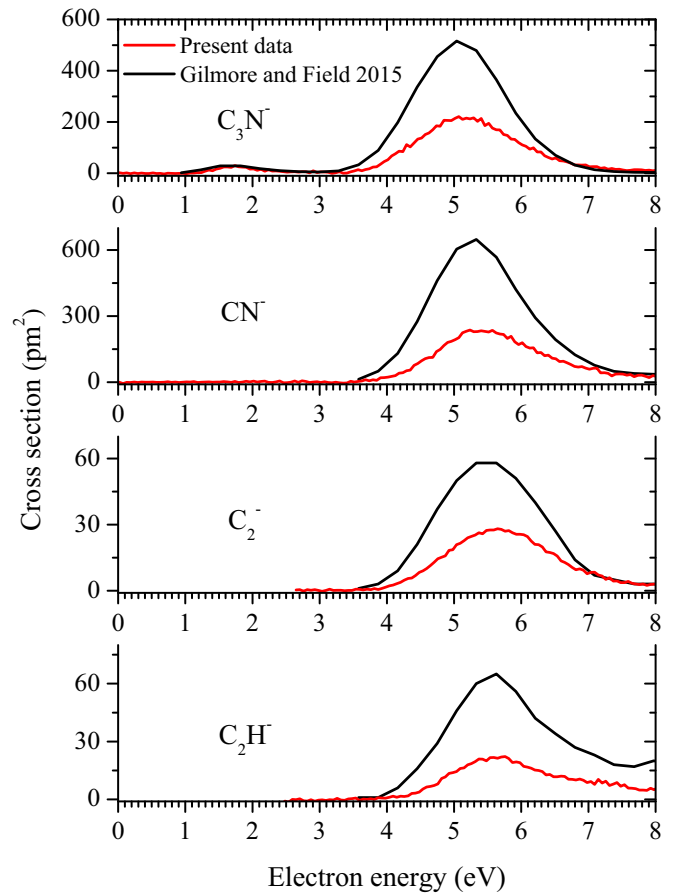 600
400
200
0
Present data
Gilmore and Field 2015
C₃N⁻
0 1 2 3 4 5 6 7 8
600
300
0
CN⁻
0 1 2 3 4 5 6 7 8
Cross section (pm²)
60
30
0
C₂⁻
0 1 2 3 4 5 6 7 8
60
30
0
C₂H⁻
0 1 2 3 4 5 6 7 8
Electron energy (eV)